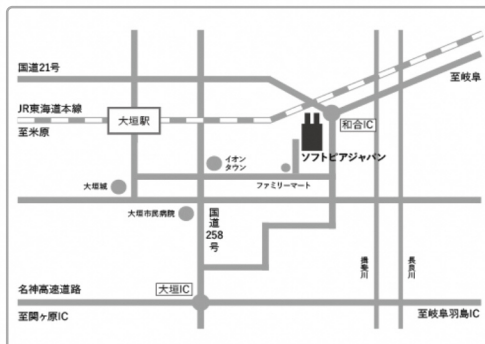 国道21号
JR東海道本線
至米原
大垣駅
至岐阜
和合IC
ソフトピアジャパン
イオン
タウン
ファミリーマート
大垣城
大垣市民病院
国道258号
揖斐川
長良川
名神高速道路
至関ヶ原IC
大垣IC
至岐阜羽島IC